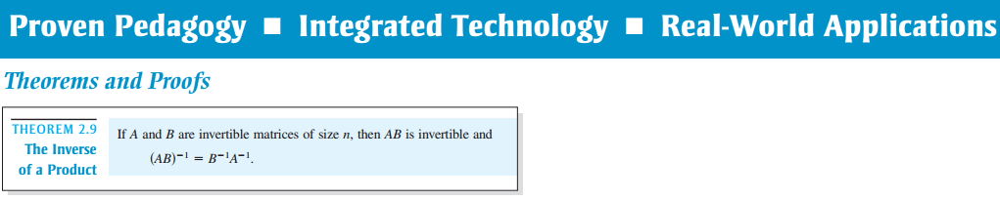 Proven Pedagogy ■ Integrated Technology ■ Real-World Applications
Theorems and Proofs
THEOREM 2.9
The Inverse
of a Product
If A and B are invertible matrices of size n, then AB is invertible and
(AB)⁻¹ = B⁻¹A⁻¹.